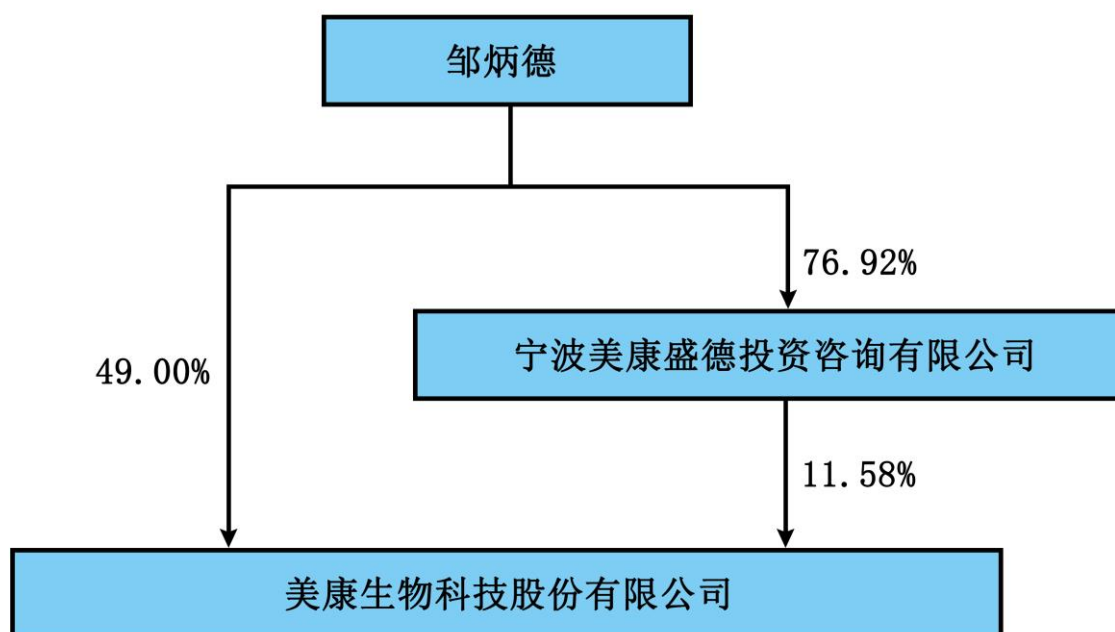 邹炳德
76.92%
宁波美康盛德投资咨询有限公司
49.00%
11.58%
美康生物科技股份有限公司